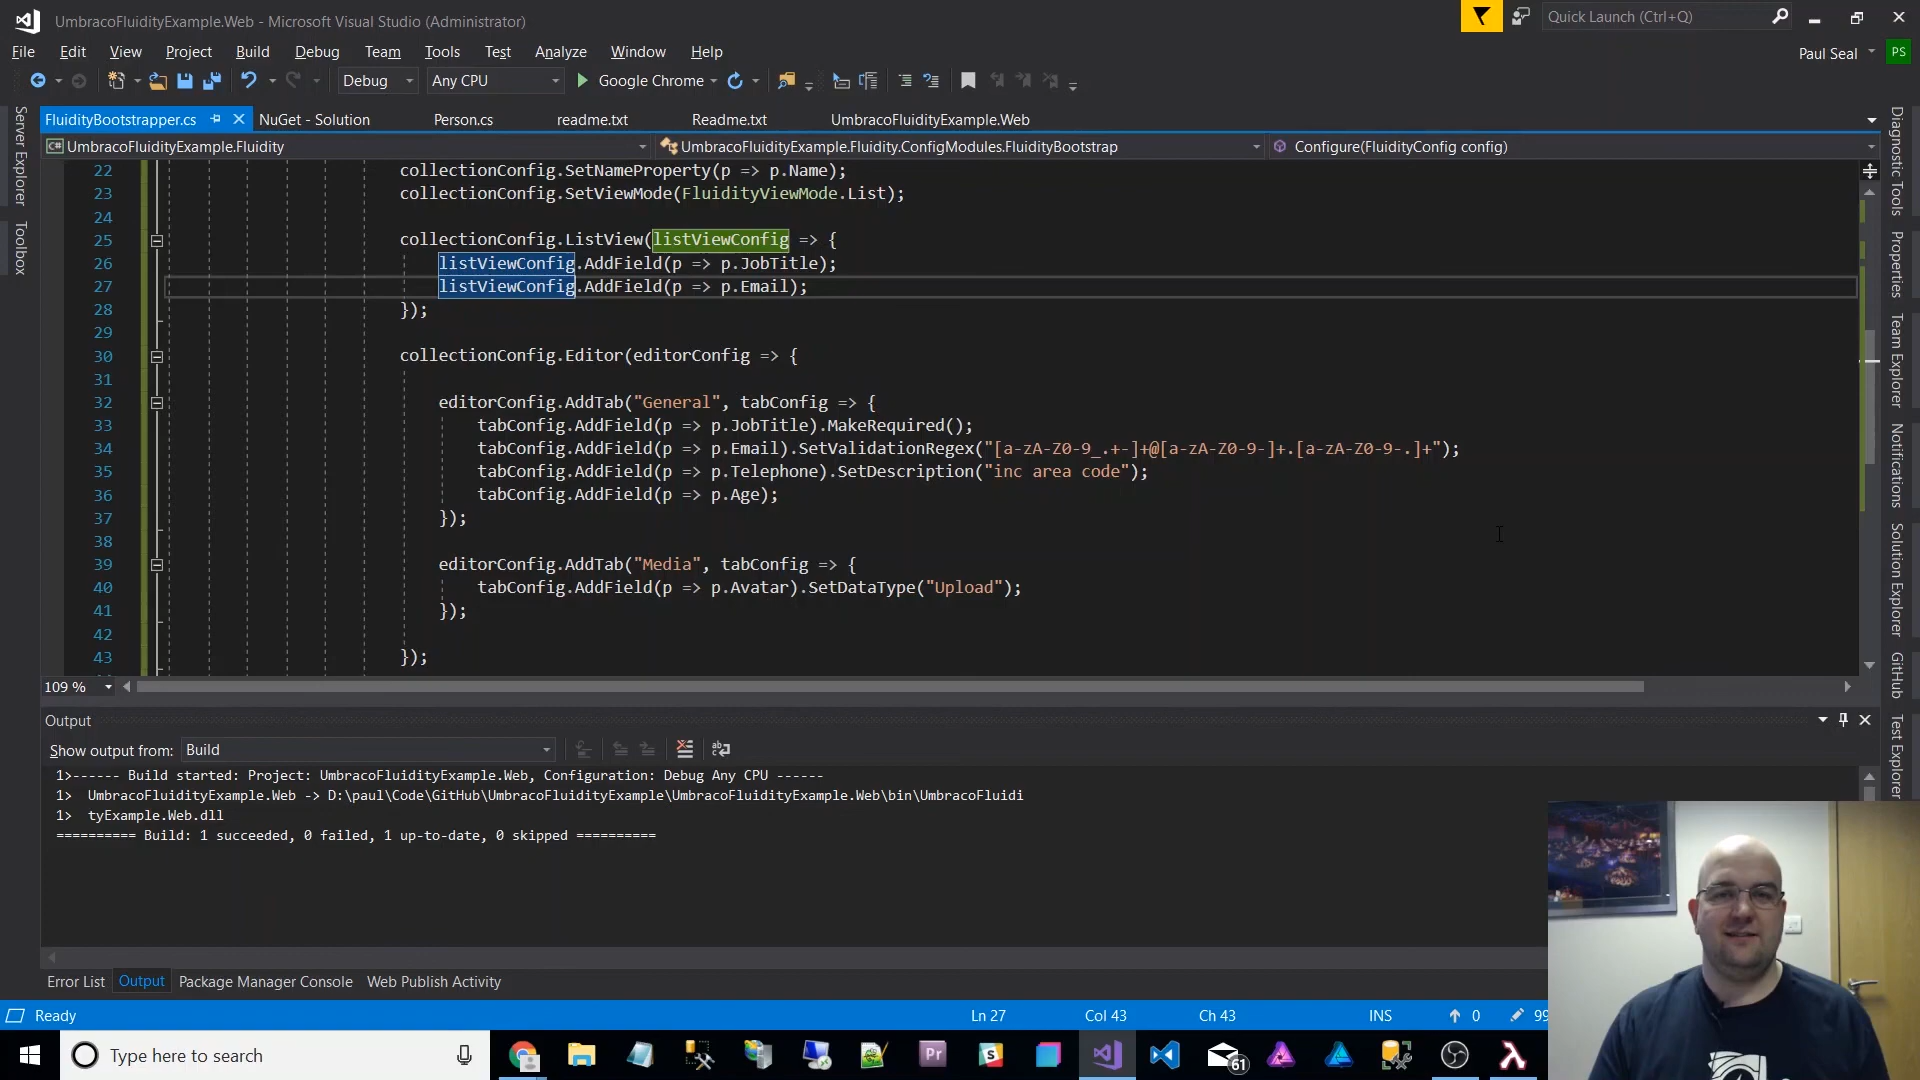 UmbracoFluidityExample.Web - Microsoft Visual Studio (Administrator)
Quick Launch (Ctrl+Q)
File Edit View Project Build Debug Team Tools Test Analyze Window Help
Paul Seal PS
Debug Any CPU Google Chrome
FluidityBootstrapper.cs NuGet - Solution Person.cs readme.txt Readme.txt UmbracoFluidityExample.Web
C# UmbracoFluidityExample.Fluidity UmbracoFluidityExample.Fluidity.ConfigModules.FluidityBootstrap Configure(FluidityConfig config)
22 collectionConfig.SetNameProperty(p => p.Name);
23 collectionConfig.SetViewMode(FluidityViewMode.List);
24
25 collectionConfig.ListView(listViewConfig => {
26 listViewConfig.AddField(p => p.JobTitle);
27 listViewConfig.AddField(p => p.Email);
28 });
29
30 collectionConfig.Editor(editorConfig => {
31
32 editorConfig.AddTab("General", tabConfig => {
33 tabConfig.AddField(p => p.JobTitle).MakeRequired();
34 tabConfig.AddField(p => p.Email).SetValidationRegex("[a-zA-Z0-9_.+-]+@[a-zA-Z0-9-]+.[a-zA-Z0-9-.]+");
35 tabConfig.AddField(p => p.Telephone).SetDescription("inc area code");
36 tabConfig.AddField(p => p.Age);
37 });
38
39 editorConfig.AddTab("Media", tabConfig => {
40 tabConfig.AddField(p => p.Avatar).SetDataType("Upload");
41 });
42
43 });
109 %
Server Explorer
Toolbox
Diagnostic Tools
Properties
Team Explorer
Notifications
Solution Explorer
GitHub
Test Explorer
Output
Show output from: Build
1>------ Build started: Project: UmbracoFluidityExample.Web, Configuration: Debug Any CPU ------
1> UmbracoFluidityExample.Web -> D:\paul\Code\GitHub\UmbracoFluidityExample\UmbracoFluidityExample.Web\bin\UmbracoFluidi
1> tyExample.Web.dll
========== Build: 1 succeeded, 0 failed, 1 up-to-date, 0 skipped ==========
Error List Output Package Manager Console Web Publish Activity
Ready Ln 27 Col 43 Ch 43 INS 0 99
Type here to search
Pr
S
61